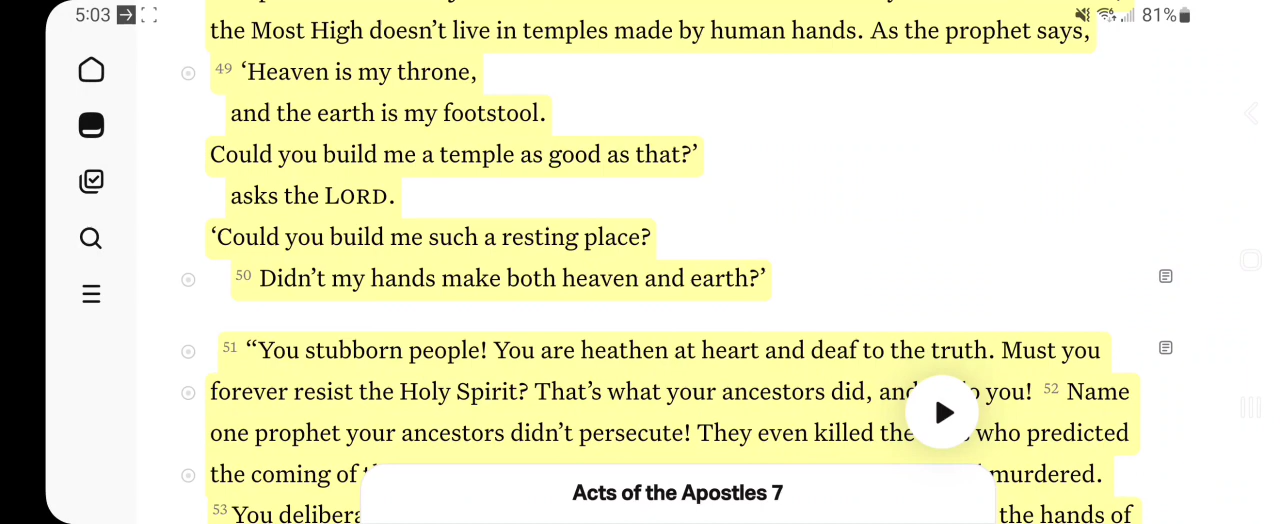 5:03
81%
the Most High doesn’t live in temples made by human hands. As the prophet says,
49 ‘Heaven is my throne,
and the earth is my footstool.
Could you build me a temple as good as that?’
asks the LORD.
‘Could you build me such a resting place?
50 Didn’t my hands make both heaven and earth?’
51 “You stubborn people! You are heathen at heart and deaf to the truth. Must you
forever resist the Holy Spirit? That’s what your ancestors did, you! 52 Name
one prophet your ancestors didn’t persecute! They even killed the who predicted
the coming of murdered.
Acts of the Apostles 7
53 You the hands of